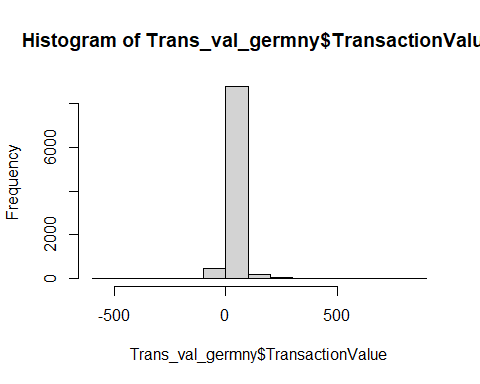 Histogram of Trans_val_germny$TransactionValu
Frequency
6000
2000
0
-500 0 500
Trans_val_germny$TransactionValue